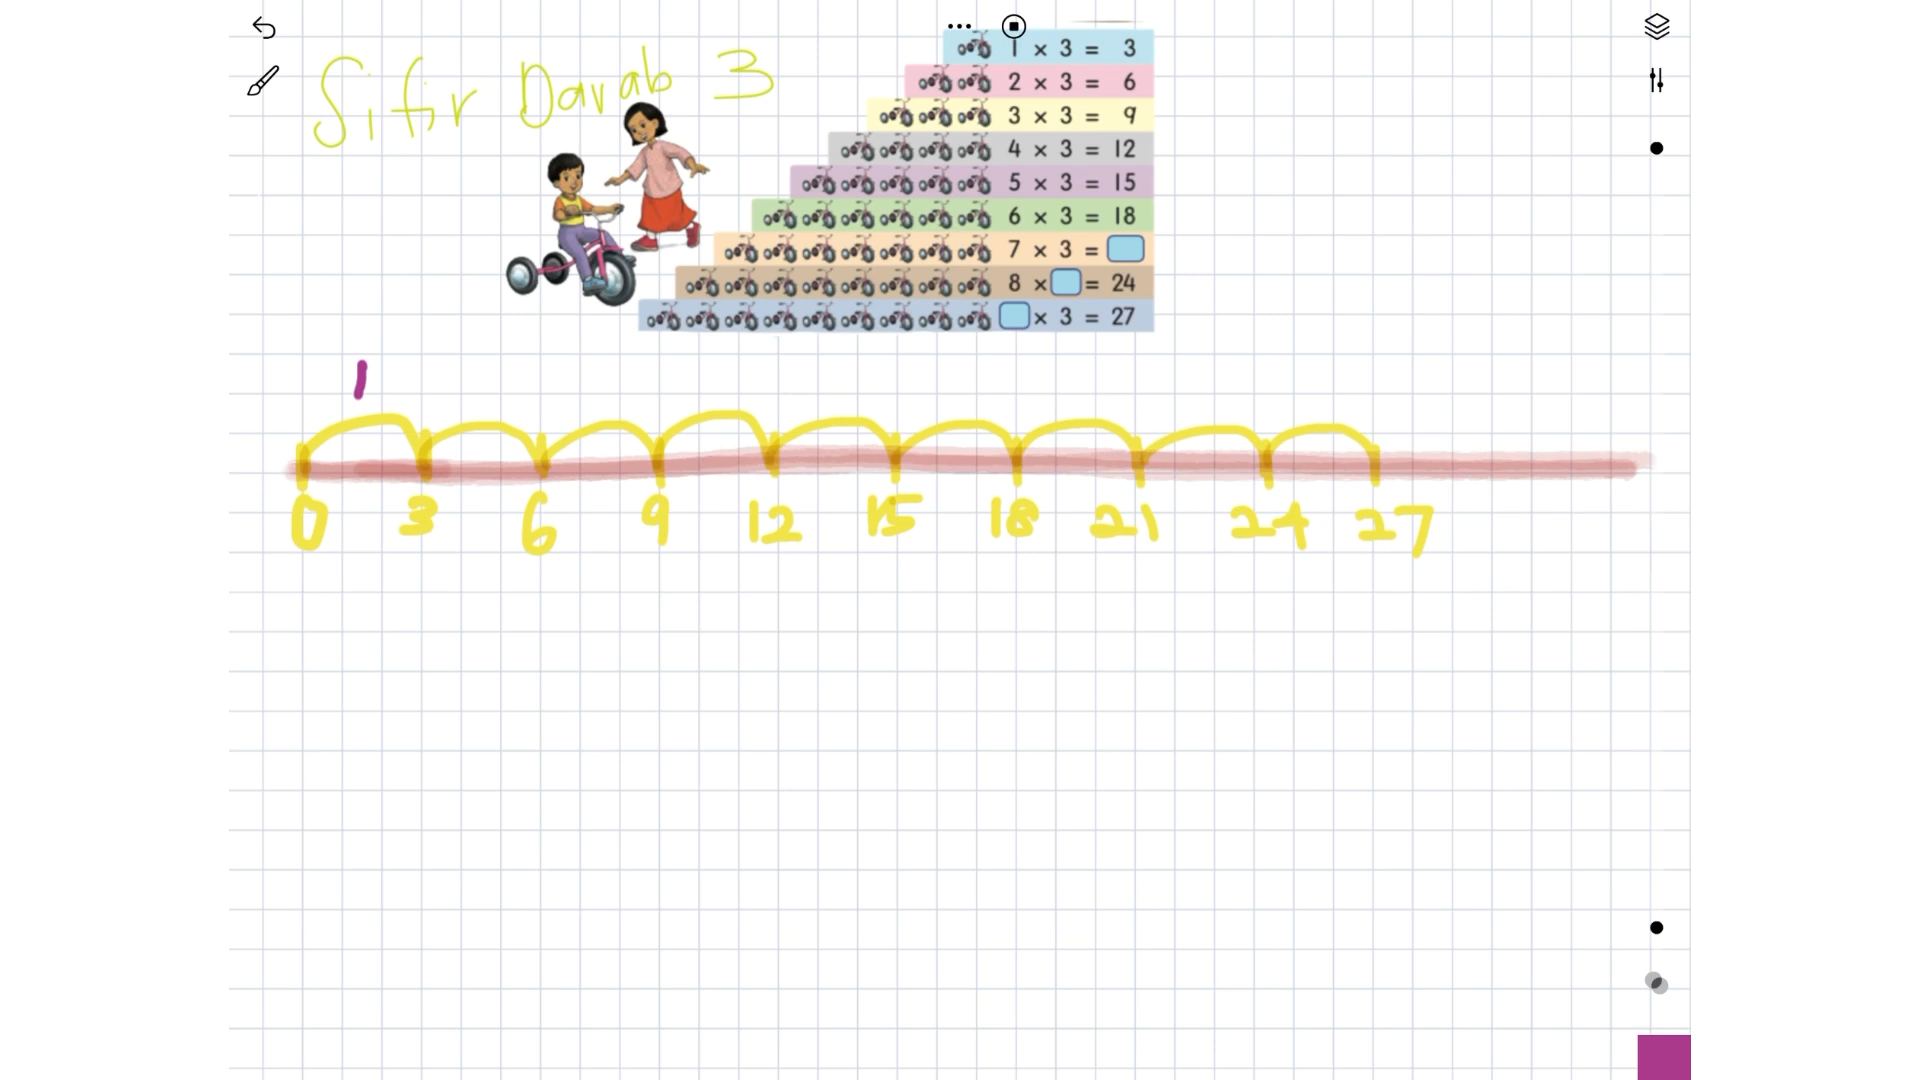 Sifir Darab 3
1 × 3 = 3
2 × 3 = 6
3 × 3 = 9
4 × 3 = 12
5 × 3 = 15
6 × 3 = 18
7 × 3 =
8 × = 24
× 3 = 27
1
0 3 6 9 12 15 18 21 24 27